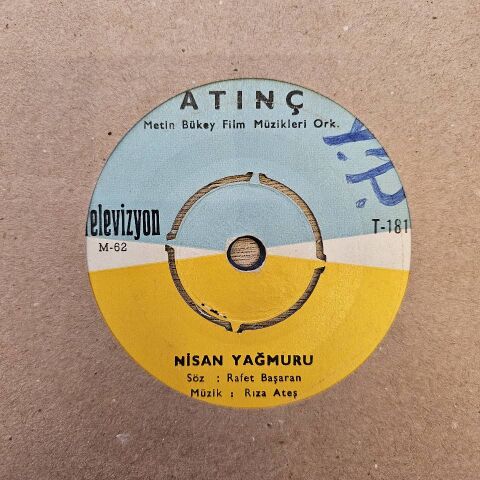 ATINÇ
Metin Bükey Film Müzikleri Ork.
Y.P.
elevizyon
T-181
M-62
NİSAN YAĞMURU
Söz : Rafet Başaran
Müzik : Rıza Ateş